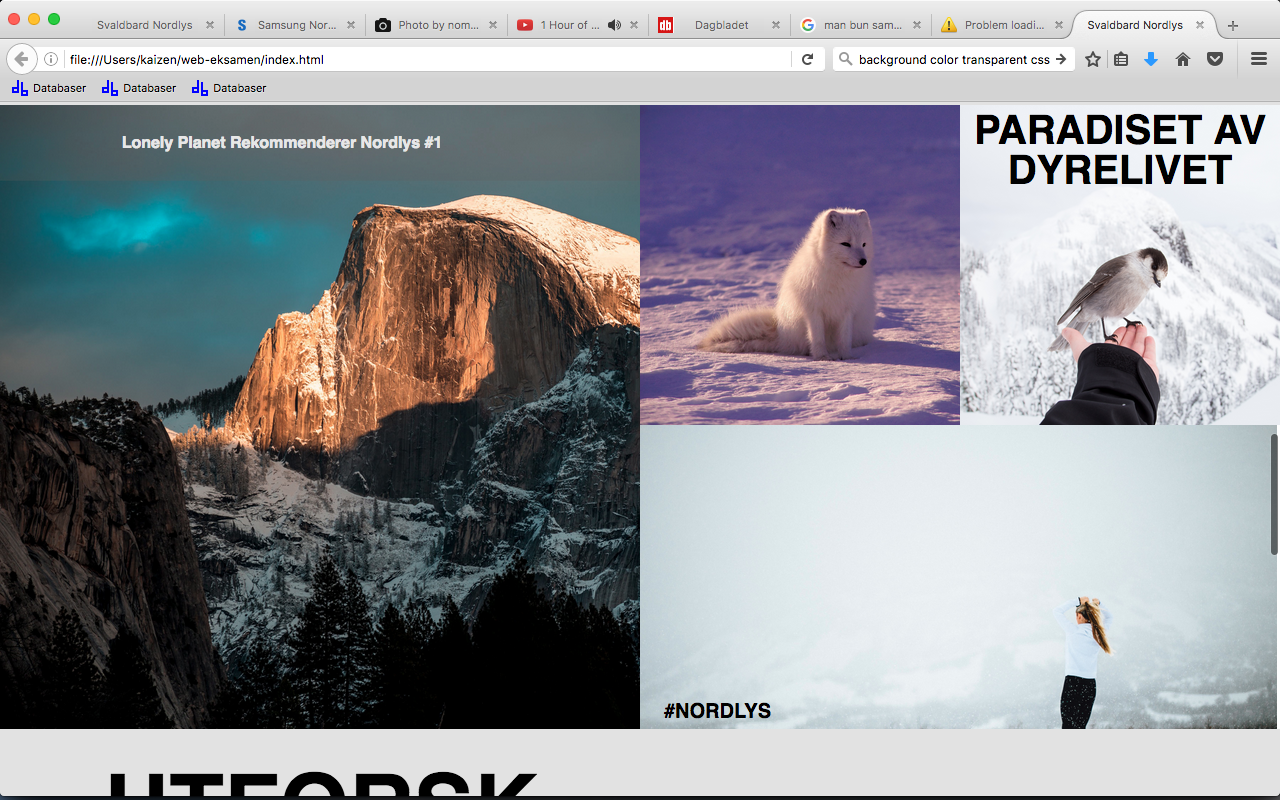 Svaldbard Nordlys
Samsung Nor...
Photo by nom...
1 Hour of ...
Dagbladet
man bun sam...
Problem loadi...
Svaldbard Nordlys
file:///Users/kaizen/web-eksamen/index.html
background color transparent css
Databaser
Databaser
Databaser
Lonely Planet Rekommenderer Nordlys #1
PARADISET AV
DYRELIVET
#NORDLYS
UTFORSK